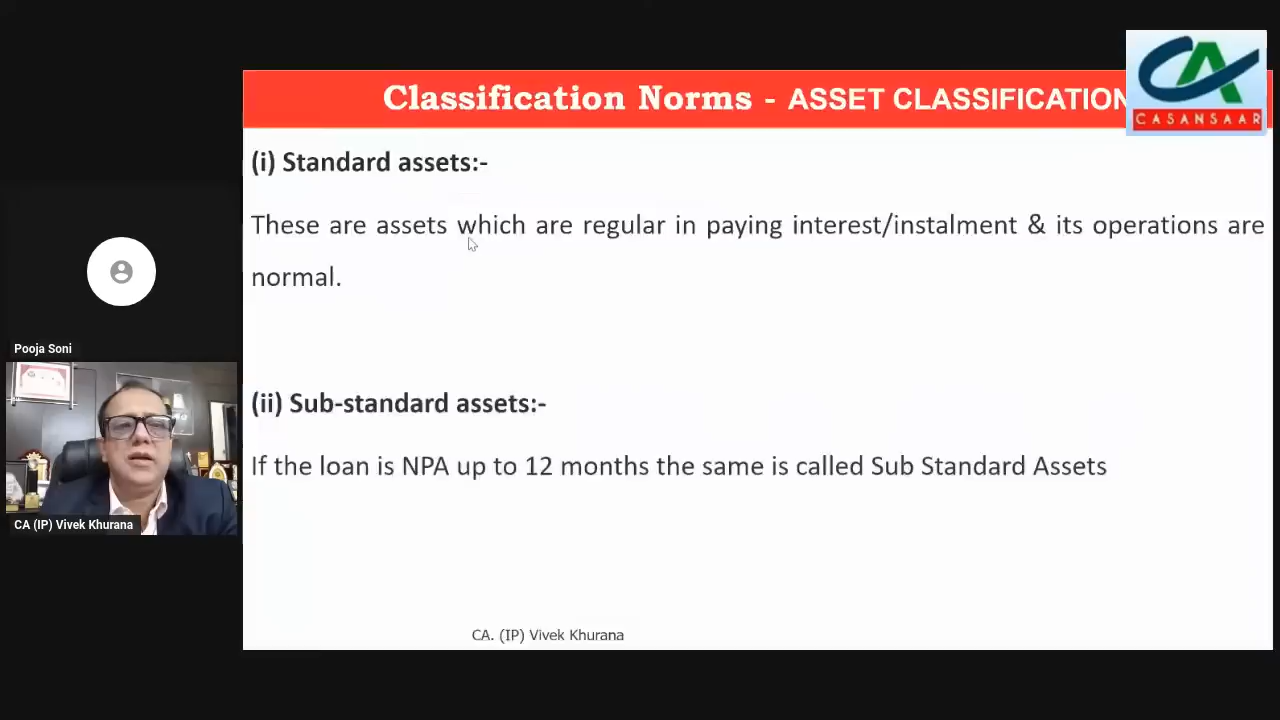 Classification Norms - ASSET CLASSIFICATION
CASANSAAR
(i) Standard assets:-
These are assets which are regular in paying interest/instalment & its operations are
normal.
(ii) Sub-standard assets:-
If the loan is NPA up to 12 months the same is called Sub Standard Assets
CA. (IP) Vivek Khurana
Pooja Soni
CA (IP) Vivek Khurana